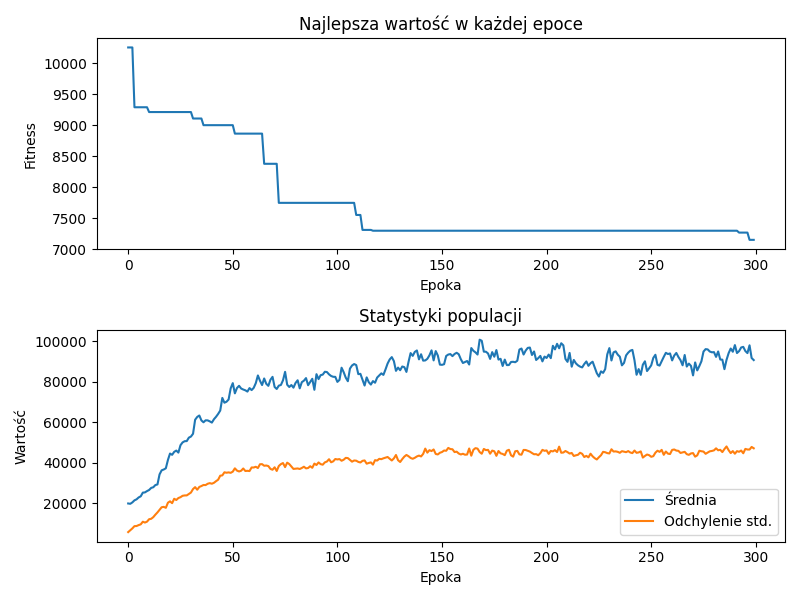 Najlepsza wartość w każdej epoce
10000
9500
9000
8500
8000
7500
7000
Fitness
0 50 100 150 200 250 300
Epoka
Statystyki populacji
100000
80000
60000
40000
20000
Wartość
Średnia
Odchylenie std.
0 50 100 150 200 250 300
Epoka